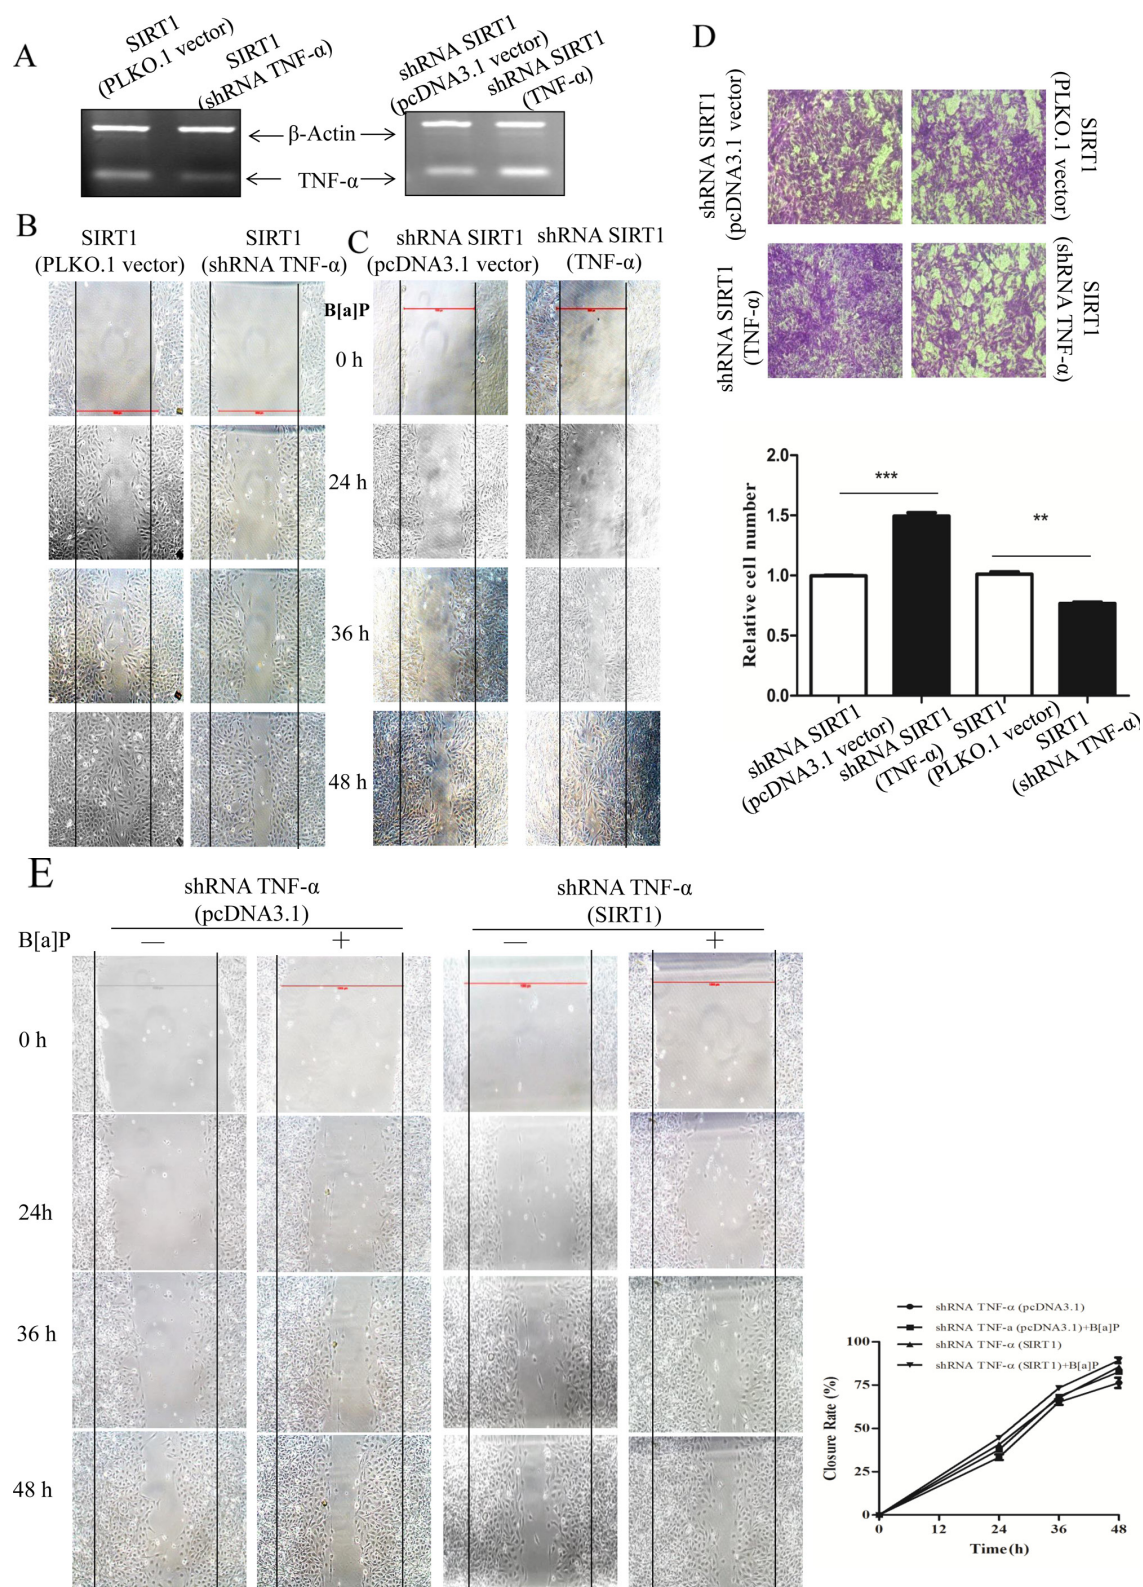 A
SIRT1
(PLKO.1 vector)
SIRT1
(shRNA TNF-α)
shRNA SIRT1
(pcDNA3.1 vector)
shRNA SIRT1
(TNF-α)
β-Actin
TNF-α
B
SIRT1
(PLKO.1 vector)
SIRT1
(shRNA TNF-α)
C
shRNA SIRT1
(pcDNA3.1 vector)
shRNA SIRT1
(TNF-α)
B[a]P
0 h
24 h
36 h
48 h
D
shRNA SIRT1
(pcDNA3.1 vector)
SIRT1
(PLKO.1 vector)
shRNA SIRT1
(TNF-α)
SIRT1
(shRNA TNF-α)
Relative cell number
2.0
1.5
1.0
0.5
0.0
***
**
shRNA SIRT1
(pcDNA3.1 vector)
shRNA SIRT1
(TNF-α)
SIRT1
(PLKO.1 vector)
SIRT1
(shRNA TNF-α)
E
shRNA TNF-α
(pcDNA3.1)
shRNA TNF-α
(SIRT1)
B[a]P — + — +
0 h
24h
36 h
48 h
shRNA TNF-α (pcDNA3.1)
shRNA TNF-a (pcDNA3.1)+B[a]P
shRNA TNF-α (SIRT1)
shRNA TNF-α (SIRT1)+B[a]P
Closure Rate (%)
100
75
50
25
0
0 12 24 36 48
Time(h)